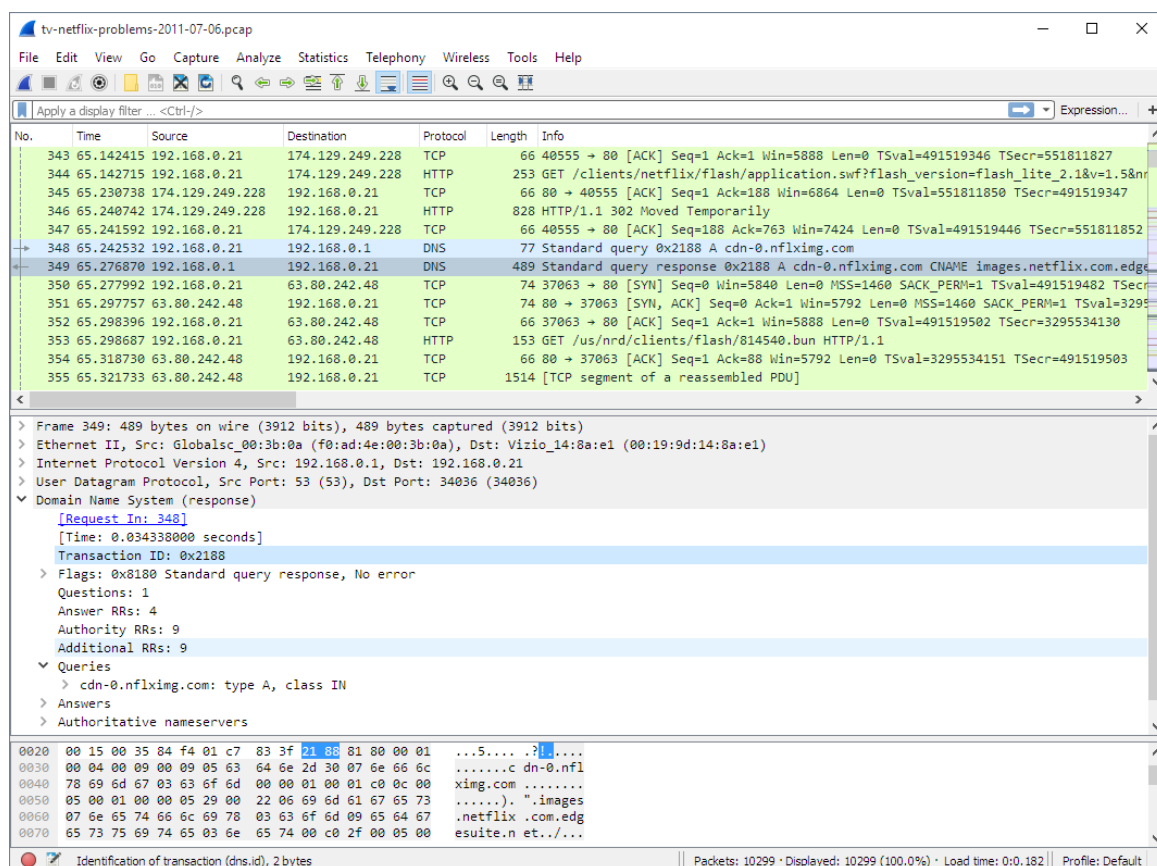 tv-netflix-problems-2011-07-06.pcap
File Edit View Go Capture Analyze Statistics Telephony Wireless Tools Help
Apply a display filter ... <Ctrl-/> Expression... +
No. Time Source Destination Protocol Length Info
343 65.142415 192.168.0.21 174.129.249.228 TCP 66 40555 → 80 [ACK] Seq=1 Ack=1 Win=5888 Len=0 TSval=491519346 TSecr=551811827
344 65.142715 192.168.0.21 174.129.249.228 HTTP 253 GET /clients/netflix/flash/application.swf?flash_version=flash_lite_2.1&v=1.5&nr
345 65.230738 174.129.249.228 192.168.0.21 TCP 66 80 → 40555 [ACK] Seq=1 Ack=188 Win=6864 Len=0 TSval=551811850 TSecr=491519347
346 65.240742 174.129.249.228 192.168.0.21 HTTP 828 HTTP/1.1 302 Moved Temporarily
347 65.241592 192.168.0.21 174.129.249.228 TCP 66 40555 → 80 [ACK] Seq=188 Ack=763 Win=7424 Len=0 TSval=491519446 TSecr=551811852
348 65.242532 192.168.0.21 192.168.0.1 DNS 77 Standard query 0x2188 A cdn-0.nflximg.com
349 65.276870 192.168.0.1 192.168.0.21 DNS 489 Standard query response 0x2188 A cdn-0.nflximg.com CNAME images.netflix.com.edge
350 65.277992 192.168.0.21 63.80.242.48 TCP 74 37063 → 80 [SYN] Seq=0 Win=5840 Len=0 MSS=1460 SACK_PERM=1 TSval=491519482 TSecr
351 65.297757 63.80.242.48 192.168.0.21 TCP 74 80 → 37063 [SYN, ACK] Seq=0 Ack=1 Win=5792 Len=0 MSS=1460 SACK_PERM=1 TSval=3295
352 65.298396 192.168.0.21 63.80.242.48 TCP 66 37063 → 80 [ACK] Seq=1 Ack=1 Win=5888 Len=0 TSval=491519502 TSecr=3295534130
353 65.298687 192.168.0.21 63.80.242.48 HTTP 153 GET /us/nrd/clients/flash/814540.bun HTTP/1.1
354 65.318730 63.80.242.48 192.168.0.21 TCP 66 80 → 37063 [ACK] Seq=1 Ack=88 Win=5792 Len=0 TSval=3295534151 TSecr=491519503
355 65.321733 63.80.242.48 192.168.0.21 TCP 1514 [TCP segment of a reassembled PDU]
Frame 349: 489 bytes on wire (3912 bits), 489 bytes captured (3912 bits)
Ethernet II, Src: Globalsc_00:3b:0a (f0:ad:4e:00:3b:0a), Dst: Vizio_14:8a:e1 (00:19:9d:14:8a:e1)
Internet Protocol Version 4, Src: 192.168.0.1, Dst: 192.168.0.21
User Datagram Protocol, Src Port: 53 (53), Dst Port: 34036 (34036)
Domain Name System (response)
[Request In: 348]
[Time: 0.034338000 seconds]
Transaction ID: 0x2188
Flags: 0x8180 Standard query response, No error
Questions: 1
Answer RRs: 4
Authority RRs: 9
Additional RRs: 9
Queries
cdn-0.nflximg.com: type A, class IN
Answers
Authoritative nameservers
0020 00 15 00 35 84 f4 01 c7 83 3f 21 88 81 80 00 01 ...5.... .?!.....
0030 00 04 00 09 00 09 05 63 64 6e 2d 30 07 6e 66 6c .......c dn-0.nfl
0040 78 69 6d 67 03 63 6f 6d 00 00 01 00 01 c0 0c 00 ximg.com ........
0050 05 00 01 00 00 05 29 00 22 06 69 6d 61 67 65 73 ......). ".images
0060 07 6e 65 74 66 6c 69 78 03 63 6f 6d 09 65 64 67 .netflix .com.edg
0070 65 73 75 69 74 65 03 6e 65 74 00 c0 2f 00 05 00 esuite.n et../...
Identification of transaction (dns.id), 2 bytes Packets: 10299 · Displayed: 10299 (100.0%) · Load time: 0:0.182 Profile: Default